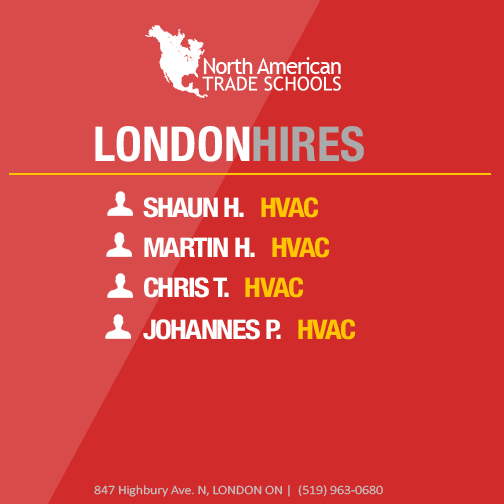 North American
TRADE SCHOOLS
LONDONHIRES
SHAUN H. HVAC
MARTIN H. HVAC
CHRIS T. HVAC
JOHANNES P. HVAC
847 Highbury Ave. N, LONDON ON | (519) 963-0680